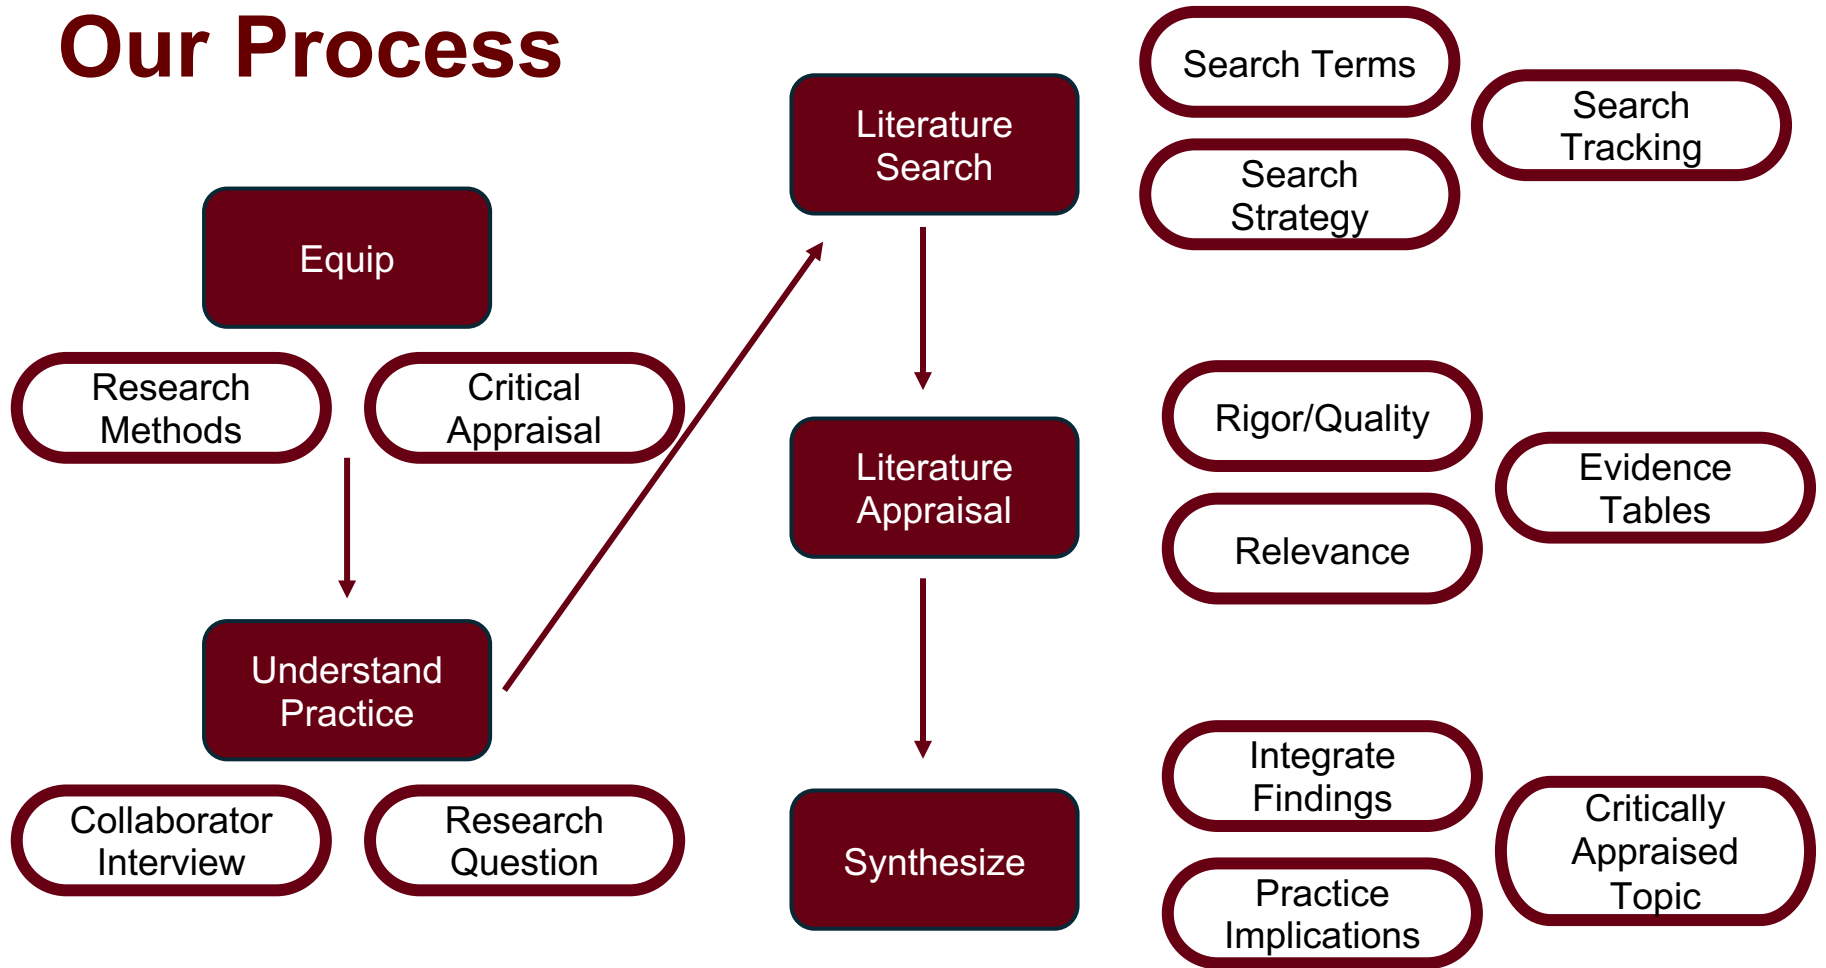 Our Process
Equip
Research
Methods
Critical
Appraisal
Understand
Practice
Collaborator
Interview
Research
Question
Literature
Search
Search Terms
Search
Strategy
Search
Tracking
Literature
Appraisal
Rigor/Quality
Relevance
Evidence
Tables
Synthesize
Integrate
Findings
Practice
Implications
Critically
Appraised
Topic